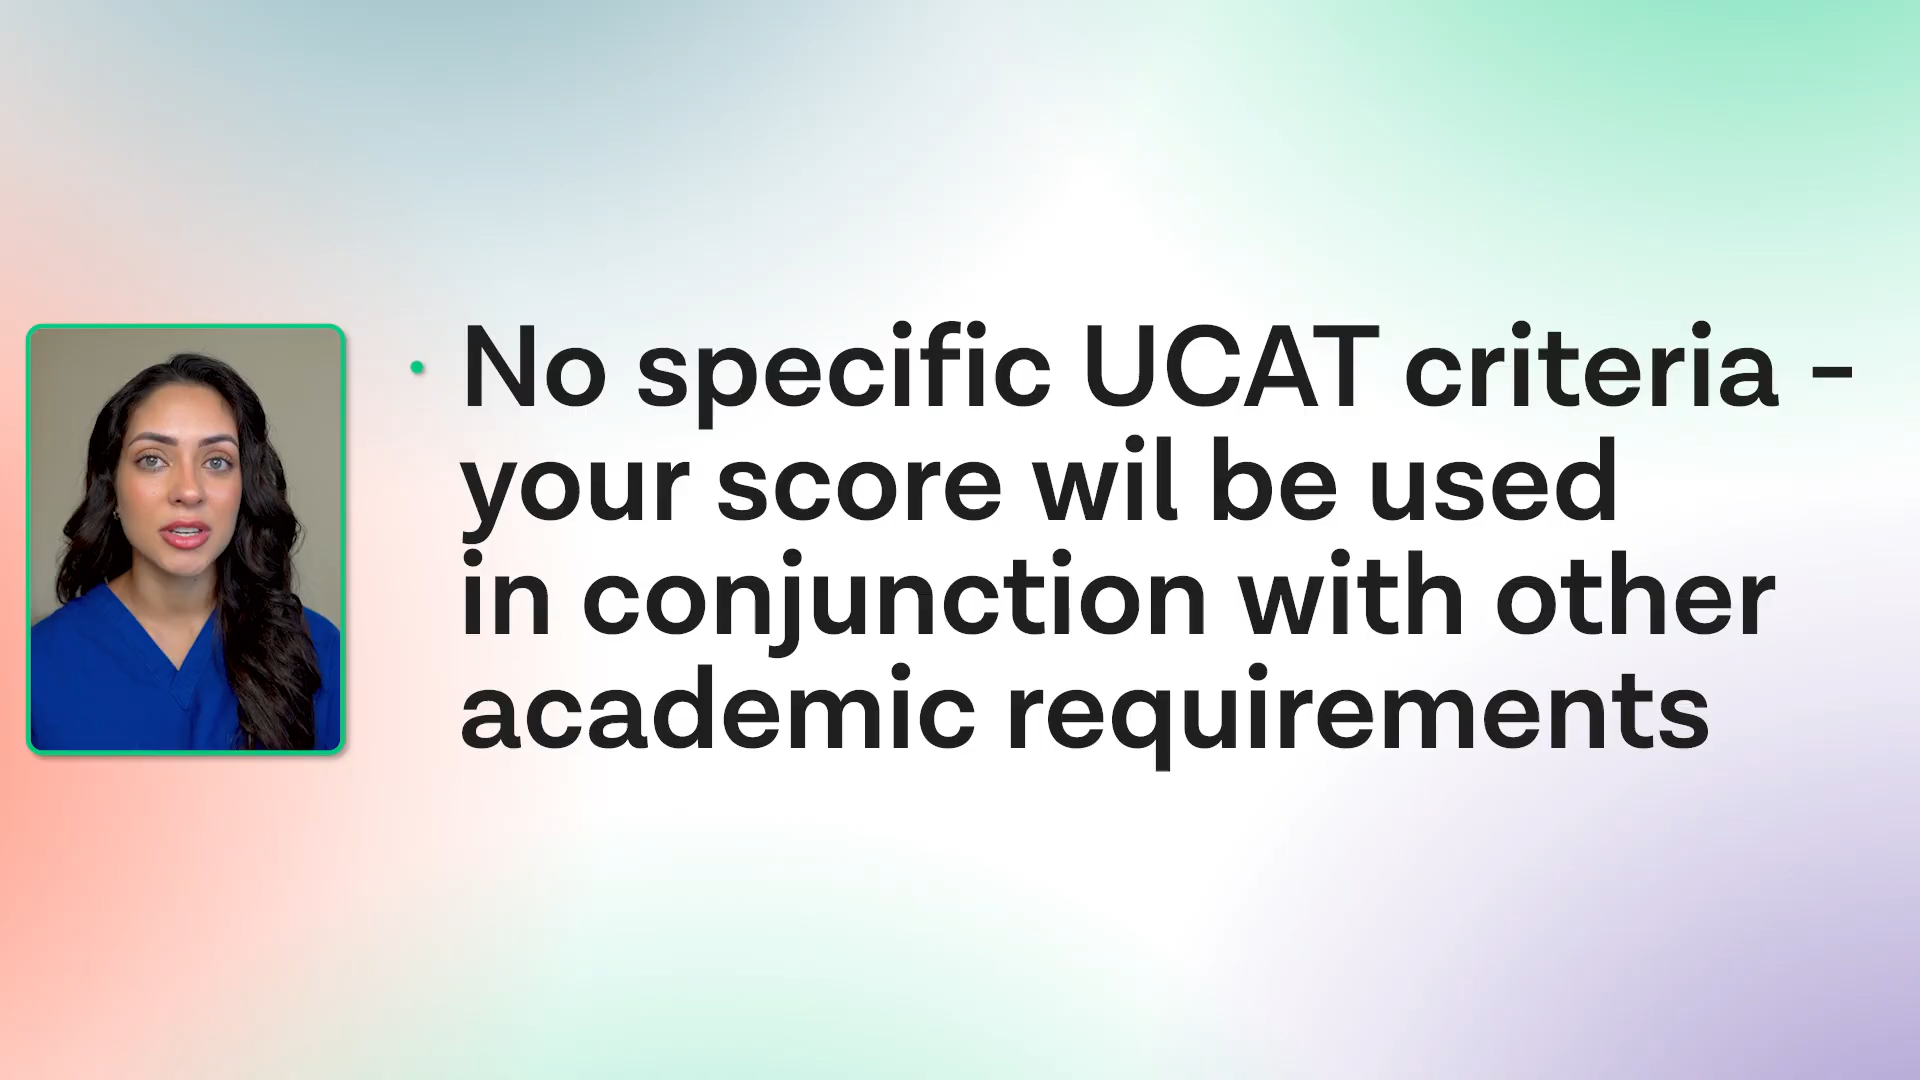 • No specific UCAT criteria –
your score wil be used
in conjunction with other
academic requirements